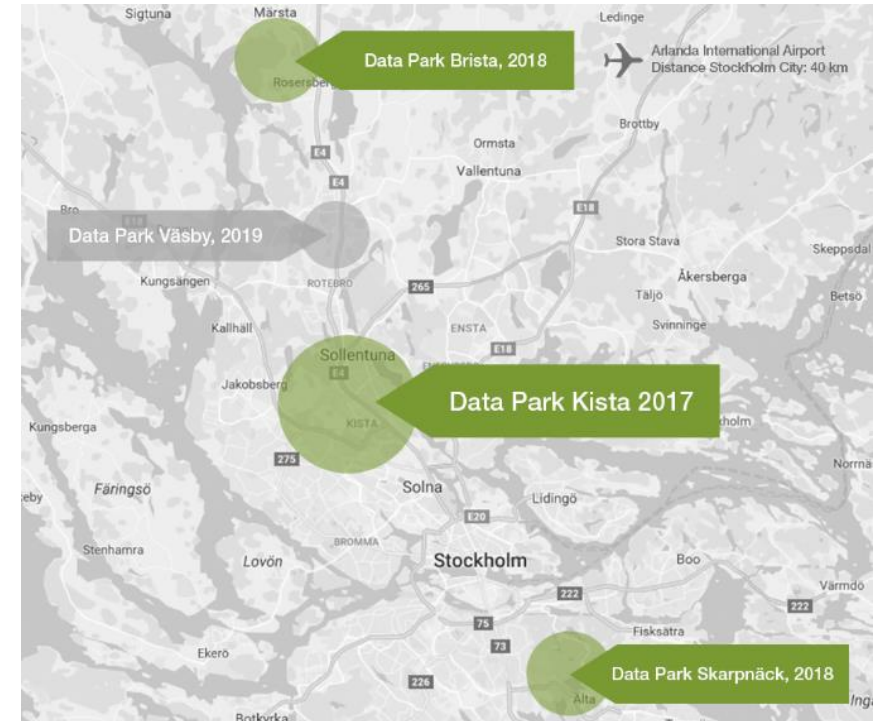 Sigtuna
Märsta
Ledinge
Data Park Brista, 2018
Arlanda International Airport
Distance Stockholm City: 40 km
Brottby
E4
Ormsta
Vallentuna
E4
E18
Bro
Data Park Väsby, 2019
Stora Stava
Skeppsdal
Kungsängen
ROTEBRO
265
Åkersberga
Täljö
Betsö
Kallhäll
ENSTA
Svinninge
Sollentuna
E18
E4
Jakobsberg
Data Park Kista 2017
Kungsberga
KISTA
275
Färingsö
Solna
Lidingö
E20
BROMMA
Stenhamra
Lovön
Stockholm
Boo
Värmdö
222
222
75
Fisksätra
73
Ekerö
Data Park Skarpnäck, 2018
226
Älta
Botkyrka